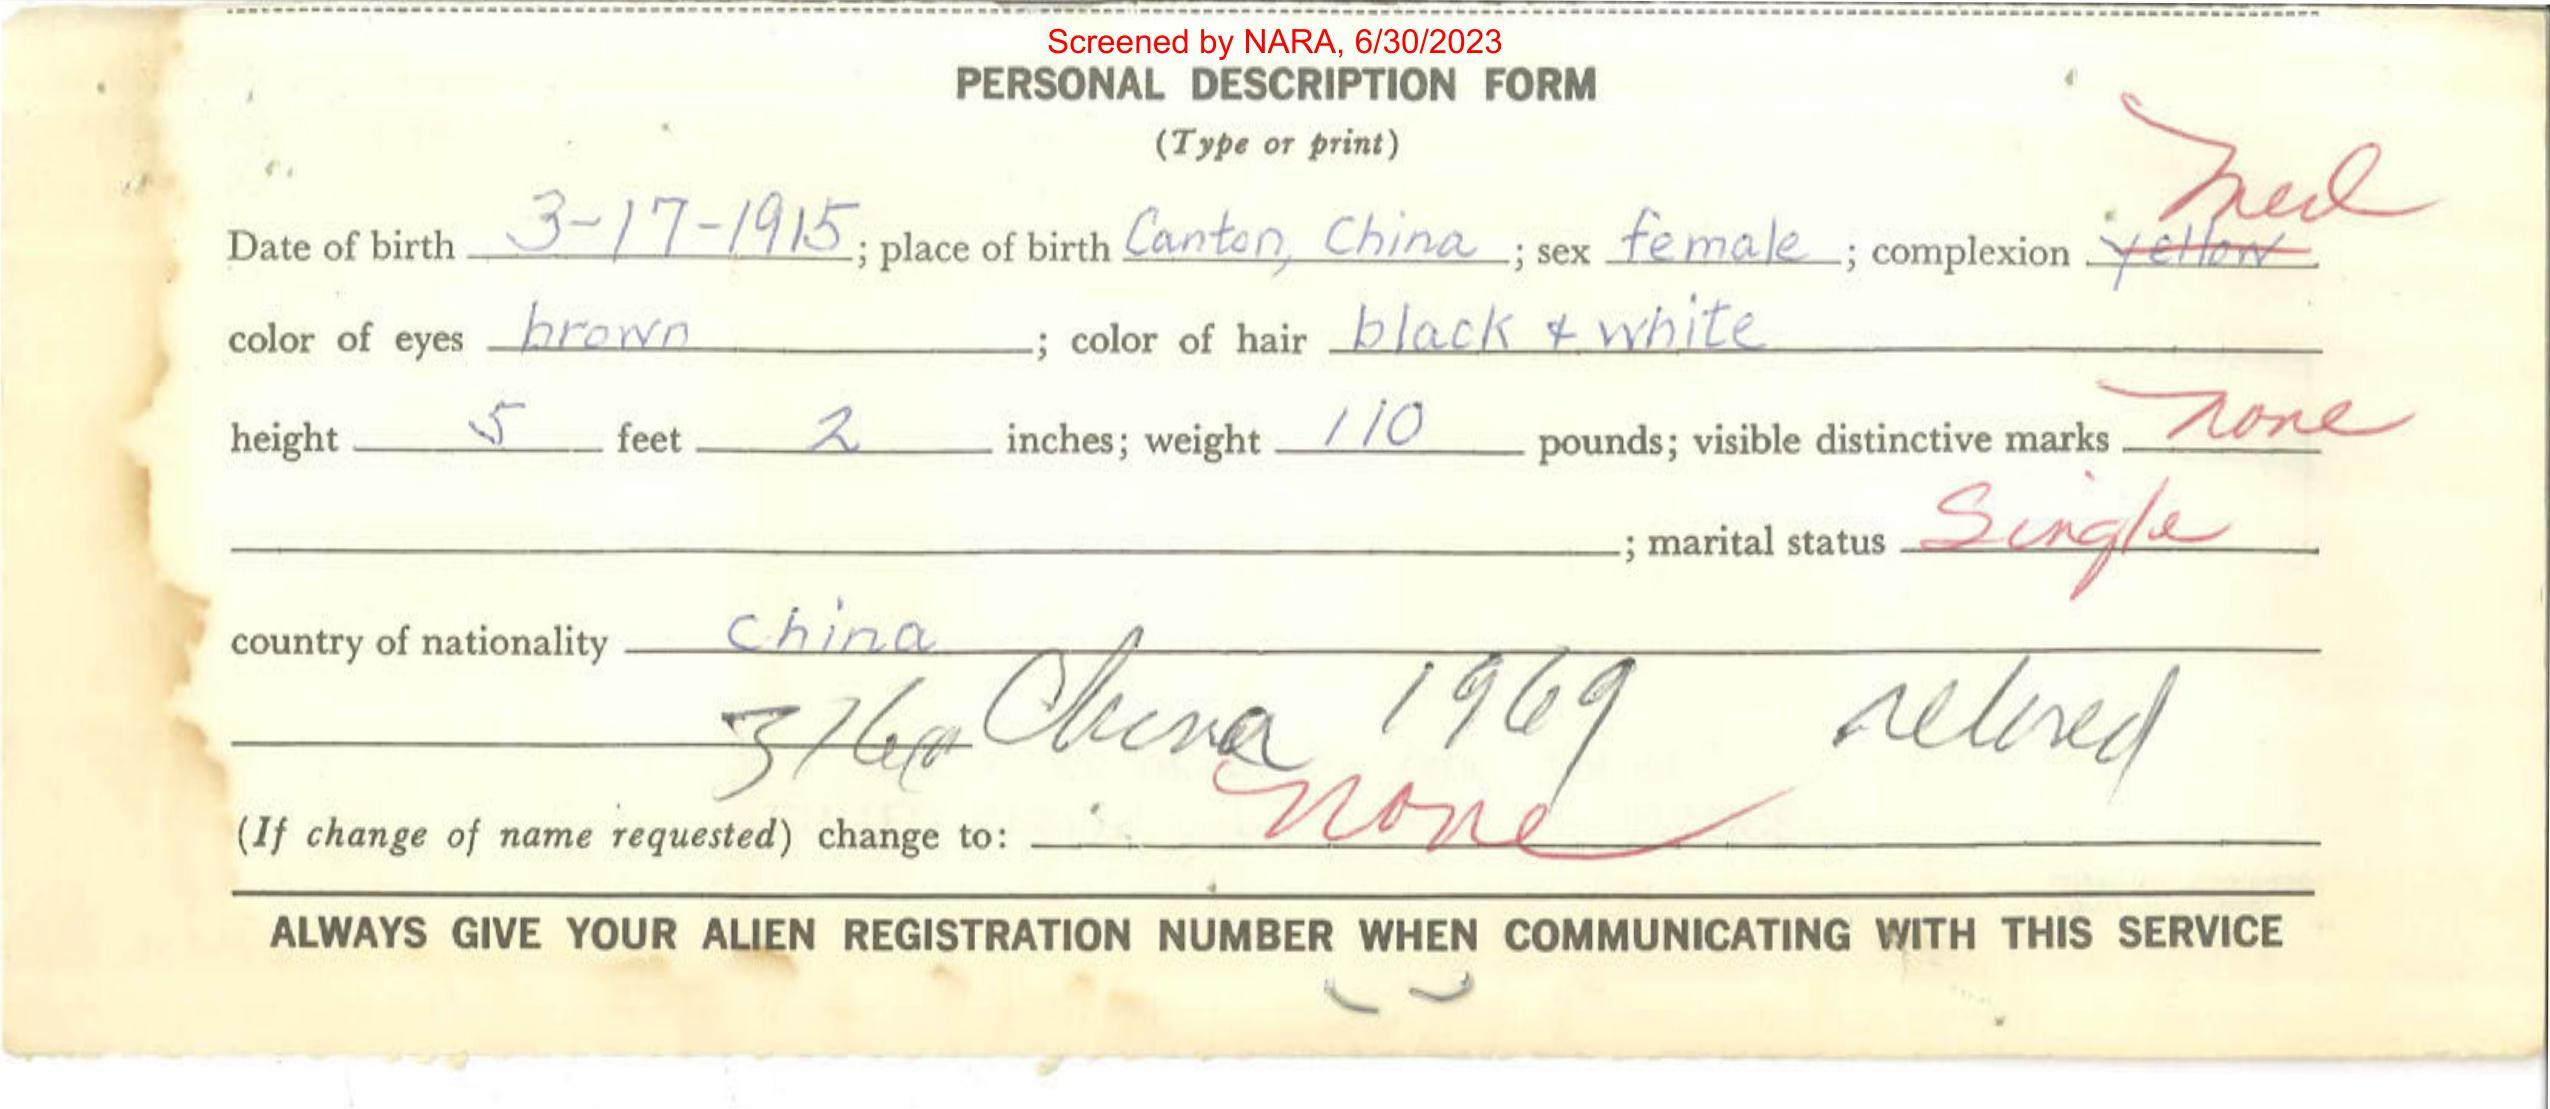 Screened by NARA, 6/30/2023
PERSONAL DESCRIPTION FORM
(Type or print)
Med
Date of birth 3-17-1915; place of birth Canton, China; sex female; complexion yellow
color of eyes brown; color of hair black & white
height 5 feet 2 inches; weight 110 pounds; visible distinctive marks none
; marital status Single
country of nationality China
China 1969 retired
(If change of name requested) change to: none
ALWAYS GIVE YOUR ALIEN REGISTRATION NUMBER WHEN COMMUNICATING WITH THIS SERVICE